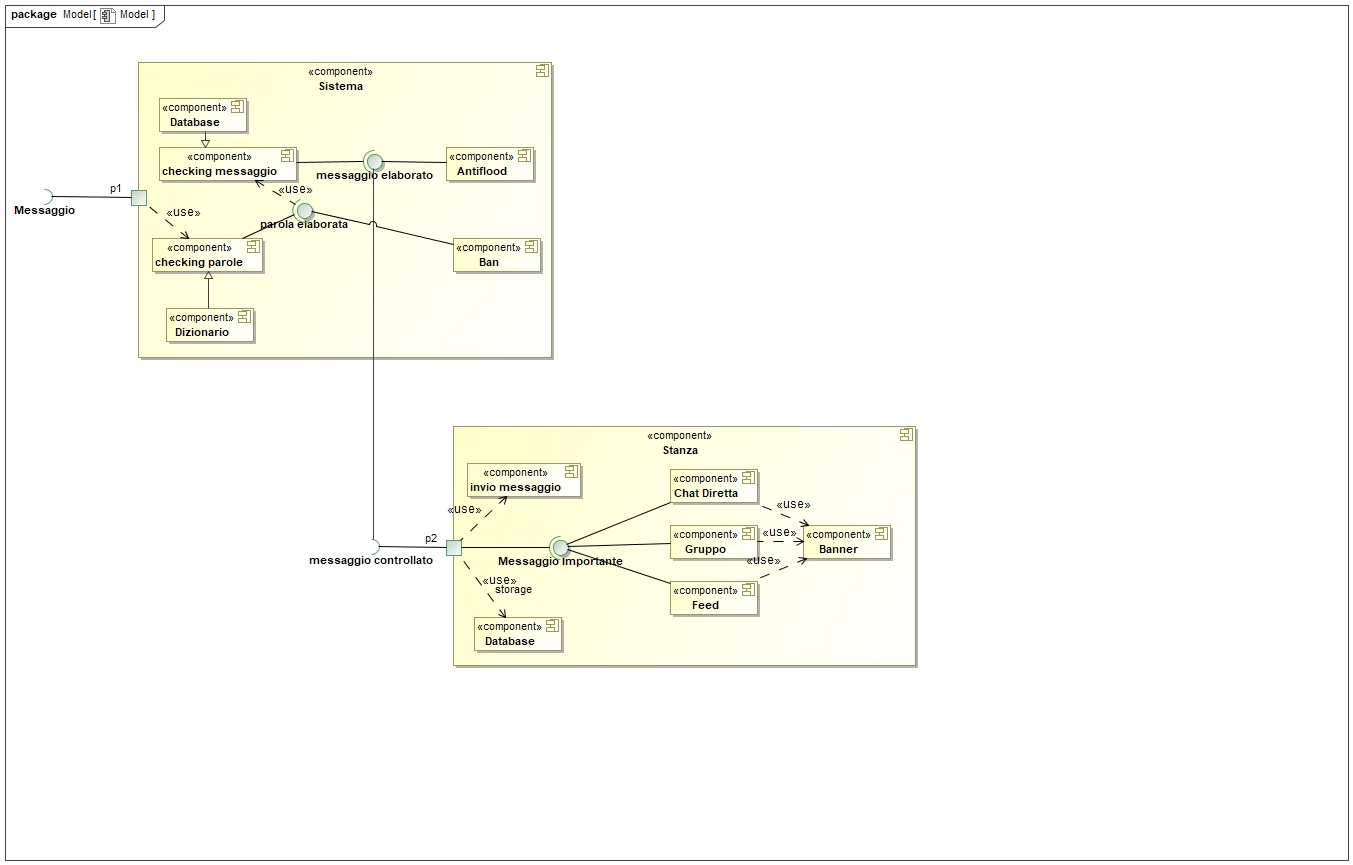 package Model[ Model ]
«component»
Sistema
«component»
Database
«component»
checking messaggio
messaggio elaborato
«component»
Antiflood
p1
Messaggio
«use»
«use»
parola elaborata
«component»
checking parole
«component»
Ban
«component»
Dizionario
«component»
Stanza
«component»
invio messaggio
«component»
Chat Diretta
«use»
«use»
p2
messaggio controllato
Messaggio importante
«component»
Gruppo
«use»
«component»
Banner
«use»
«use»
storage
«component»
Feed
«component»
Database